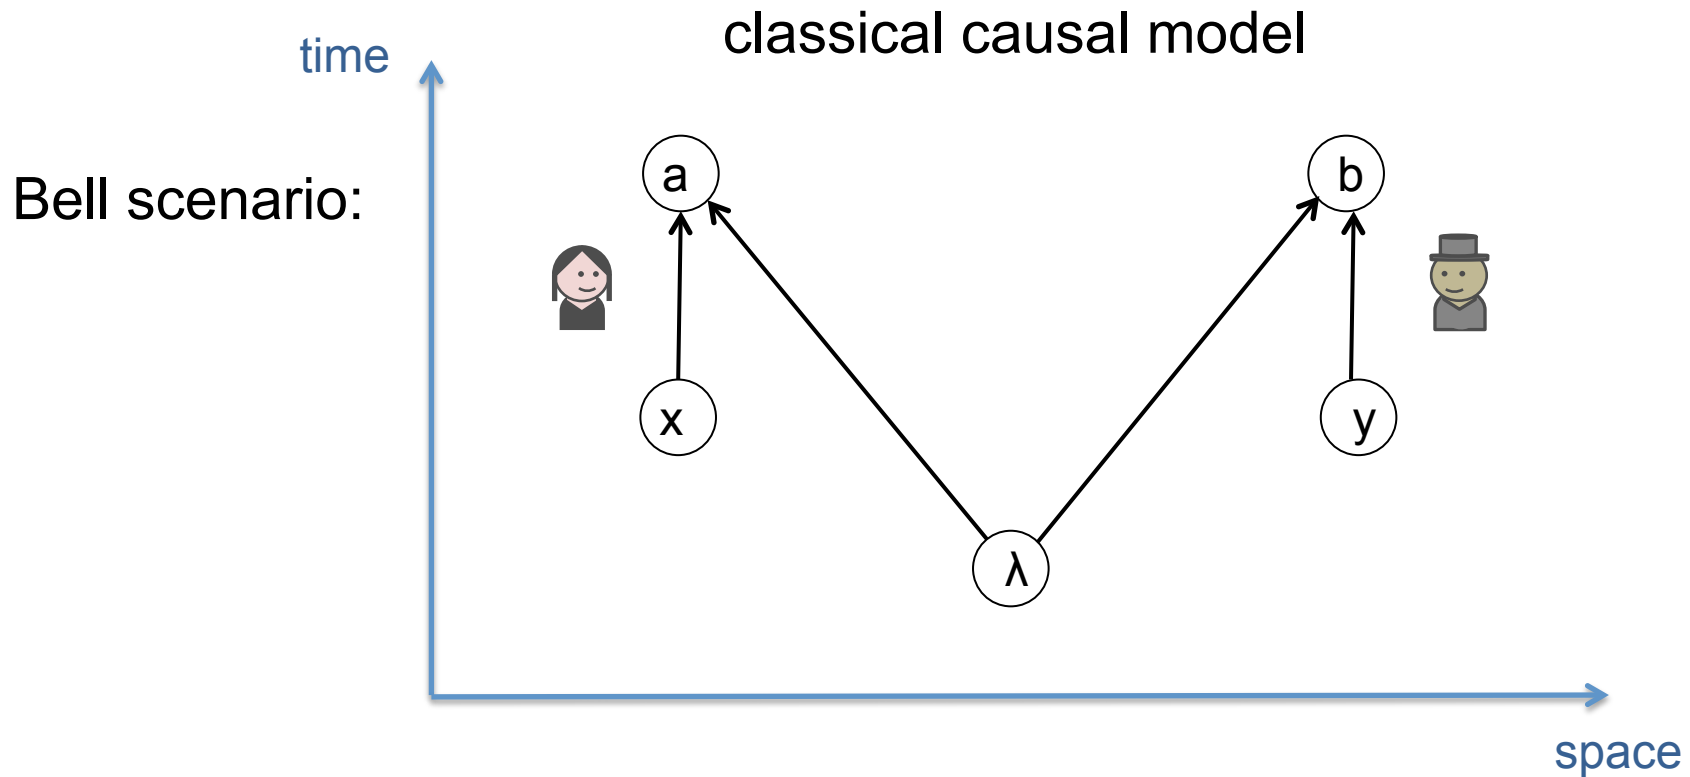 classical causal model
time
Bell scenario:
a
b
x
y
λ
space